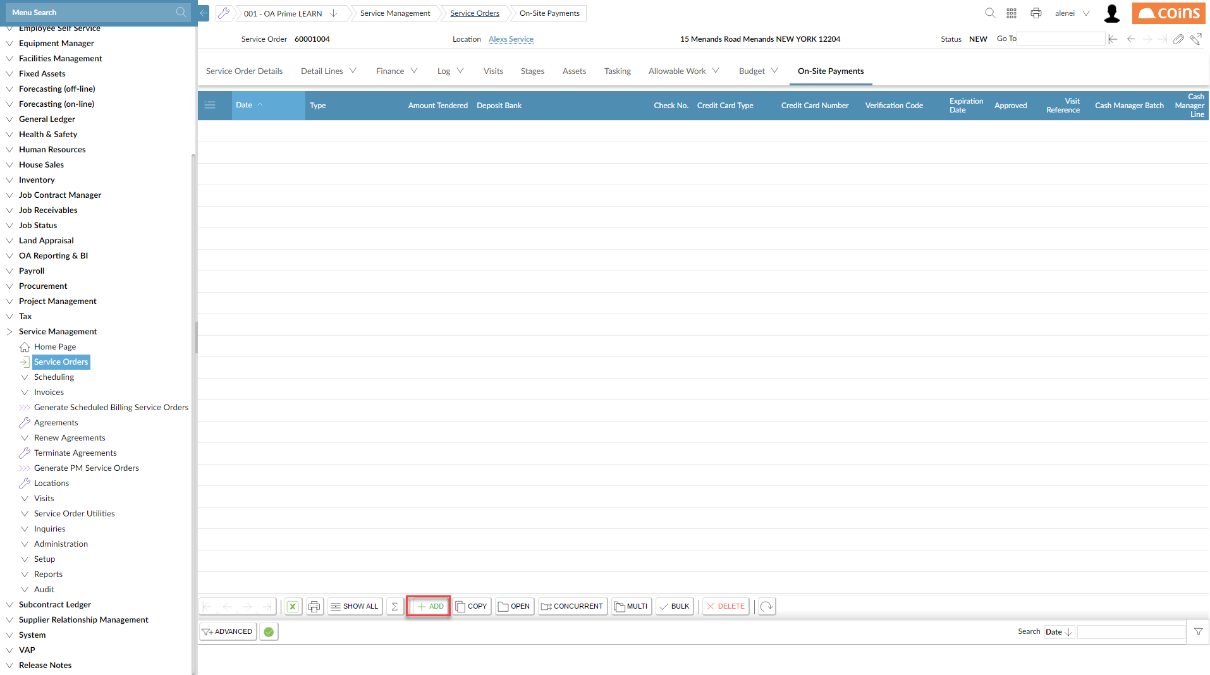 Menu Search
Employee Self Service
Equipment Manager
Facilities Management
Fixed Assets
Forecasting (off-line)
Forecasting (on-line)
General Ledger
Health & Safety
Human Resources
House Sales
Inventory
Job Contract Manager
Job Receivables
Job Status
Land Appraisal
OA Reporting & BI
Payroll
Procurement
Project Management
Tax
Service Management
Home Page
Service Orders
Scheduling
Invoices
Generate Scheduled Billing Service Orders
Agreements
Renew Agreements
Terminate Agreements
Generate PM Service Orders
Locations
Visits
Service Order Utilities
Inquiries
Administration
Setup
Reports
Audit
Subcontract Ledger
Supplier Relationship Management
System
VAP
Release Notes
001 - OA Prime LEARN Service Management Service Orders On-Site Payments
alenei
coins
Service Order 60001004 Location Alexs Service 15 Menands Road Menands NEW YORK 12204 Status NEW Go To
Service Order Details Detail Lines Finance Log Visits Stages Assets Tasking Allowable Work Budget On-Site Payments
Date Type Amount Tendered Deposit Bank Check No. Credit Card Type Credit Card Number Verification Code Expiration Date Approved Visit Reference Cash Manager Batch Cash Manager Line
SHOW ALL Σ ADD COPY OPEN CONCURRENT MULTI BULK DELETE
ADVANCED Search Date